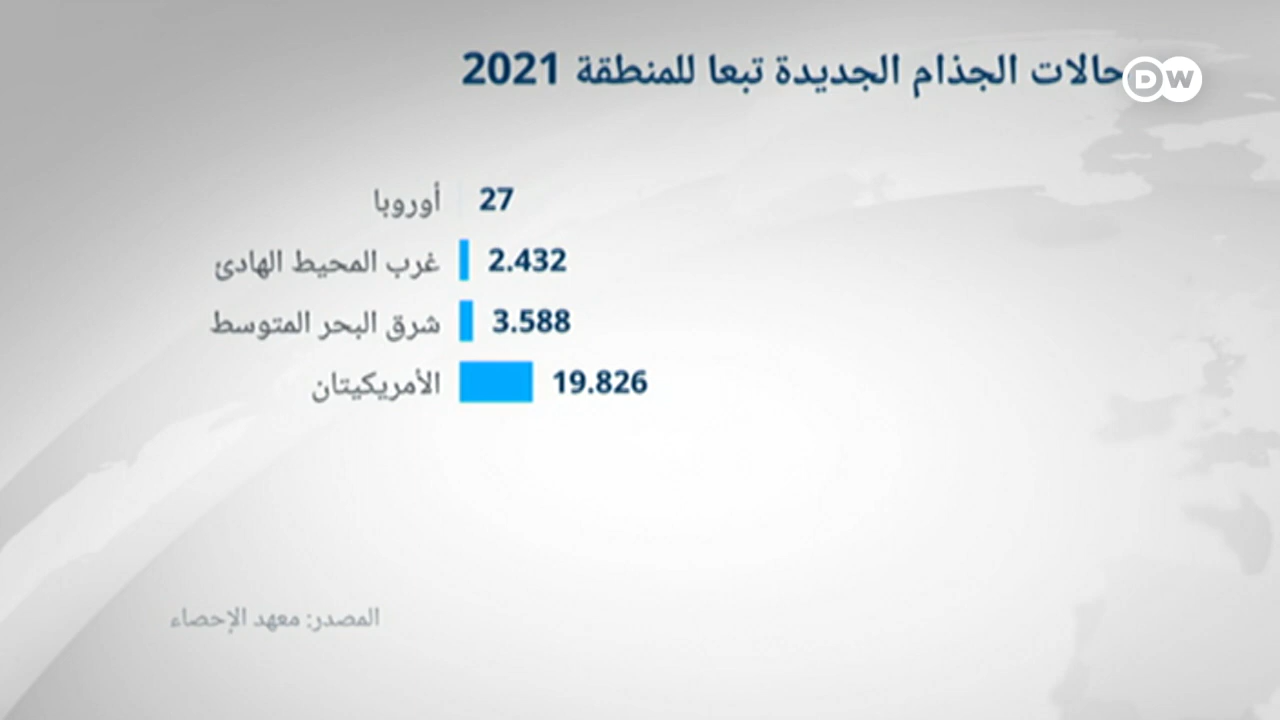 حالات الجذام الجديدة تبعا للمنطقة 2021
DW
أوروبا 27
غرب المحيط الهادئ 2.432
شرق البحر المتوسط 3.588
الأمريكيتان 19.826
المصدر: معهد الإحصاء